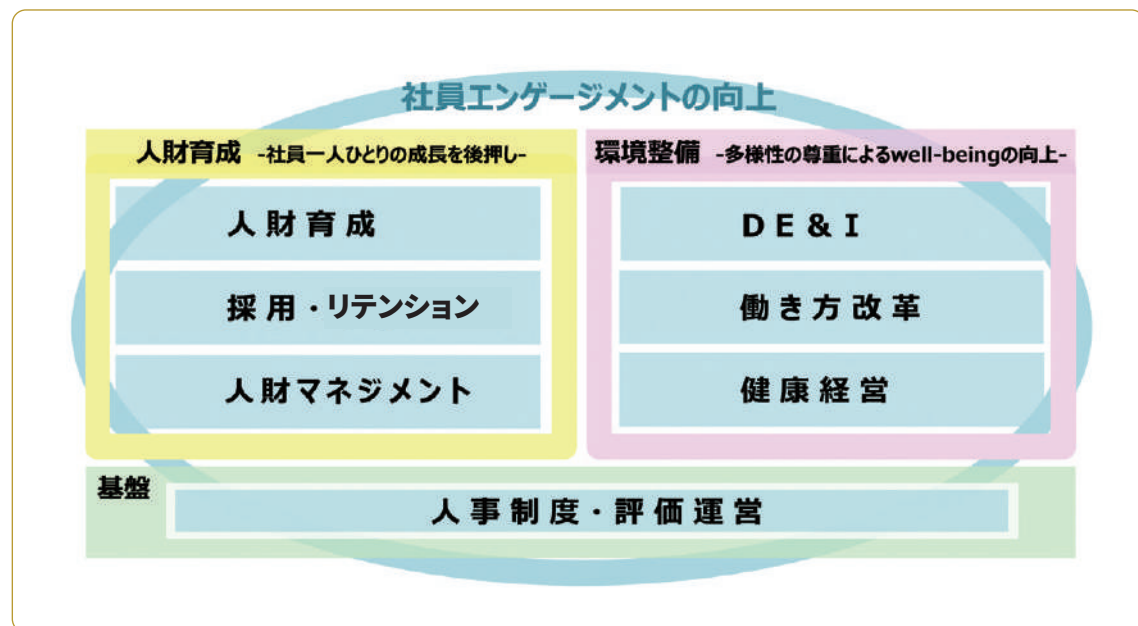 社員エンゲージメントの向上
人財育成 -社員一人ひとりの成長を後押し-
人財育成
採用・リテンション
人財マネジメント
環境整備 -多様性の尊重によるwell-beingの向上-
DE&I
働き方改革
健康経営
基盤
人事制度・評価運営